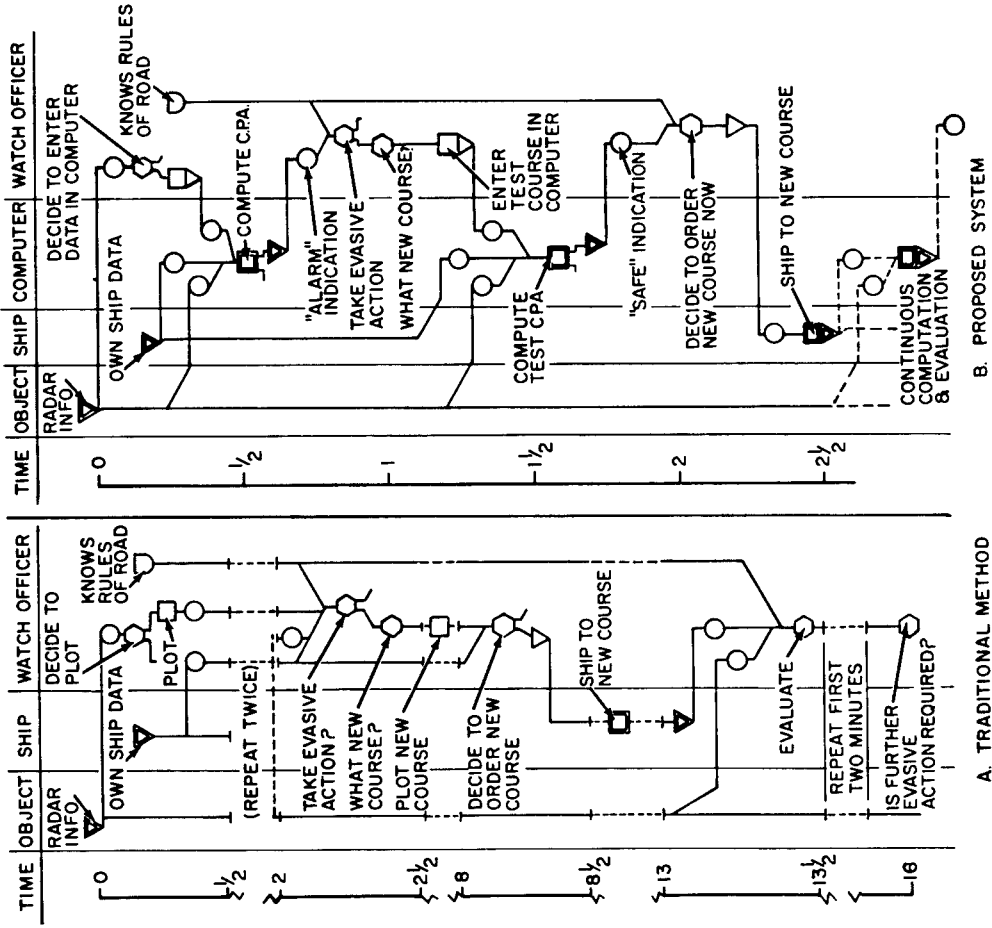 TIME OBJECT SHIP WATCH OFFICER
RADAR INFO.
OWN SHIP DATA
DECIDE TO PLOT
KNOWS RULES OF ROAD
PLOT
(REPEAT TWICE)
TAKE EVASIVE ACTION?
WHAT NEW COURSE?
PLOT NEW COURSE
DECIDE TO ORDER NEW COURSE
SHIP TO NEW COURSE
EVALUATE
REPEAT FIRST TWO MINUTES
IS FURTHER EVASIVE ACTION REQUIRED?
0
1/2
2
2 1/2
8
8 1/2
13
13 1/2
18
A. TRADITIONAL METHOD
TIME OBJECT SHIP COMPUTER WATCH OFFICER
RADAR INFO.
OWN SHIP DATA
DECIDE TO ENTER DATA IN COMPUTER
KNOWS RULES OF ROAD
COMPUTE C.P.A.
"ALARM" INDICATION
TAKE EVASIVE ACTION
WHAT NEW COURSE?
ENTER TEST COURSE IN COMPUTER
COMPUTE TEST CPA
"SAFE" INDICATION
DECIDE TO ORDER NEW COURSE NOW
SHIP TO NEW COURSE
CONTINUOUS COMPUTATION & EVALUATION
0
1/2
1
1 1/2
2
2 1/2
B. PROPOSED SYSTEM